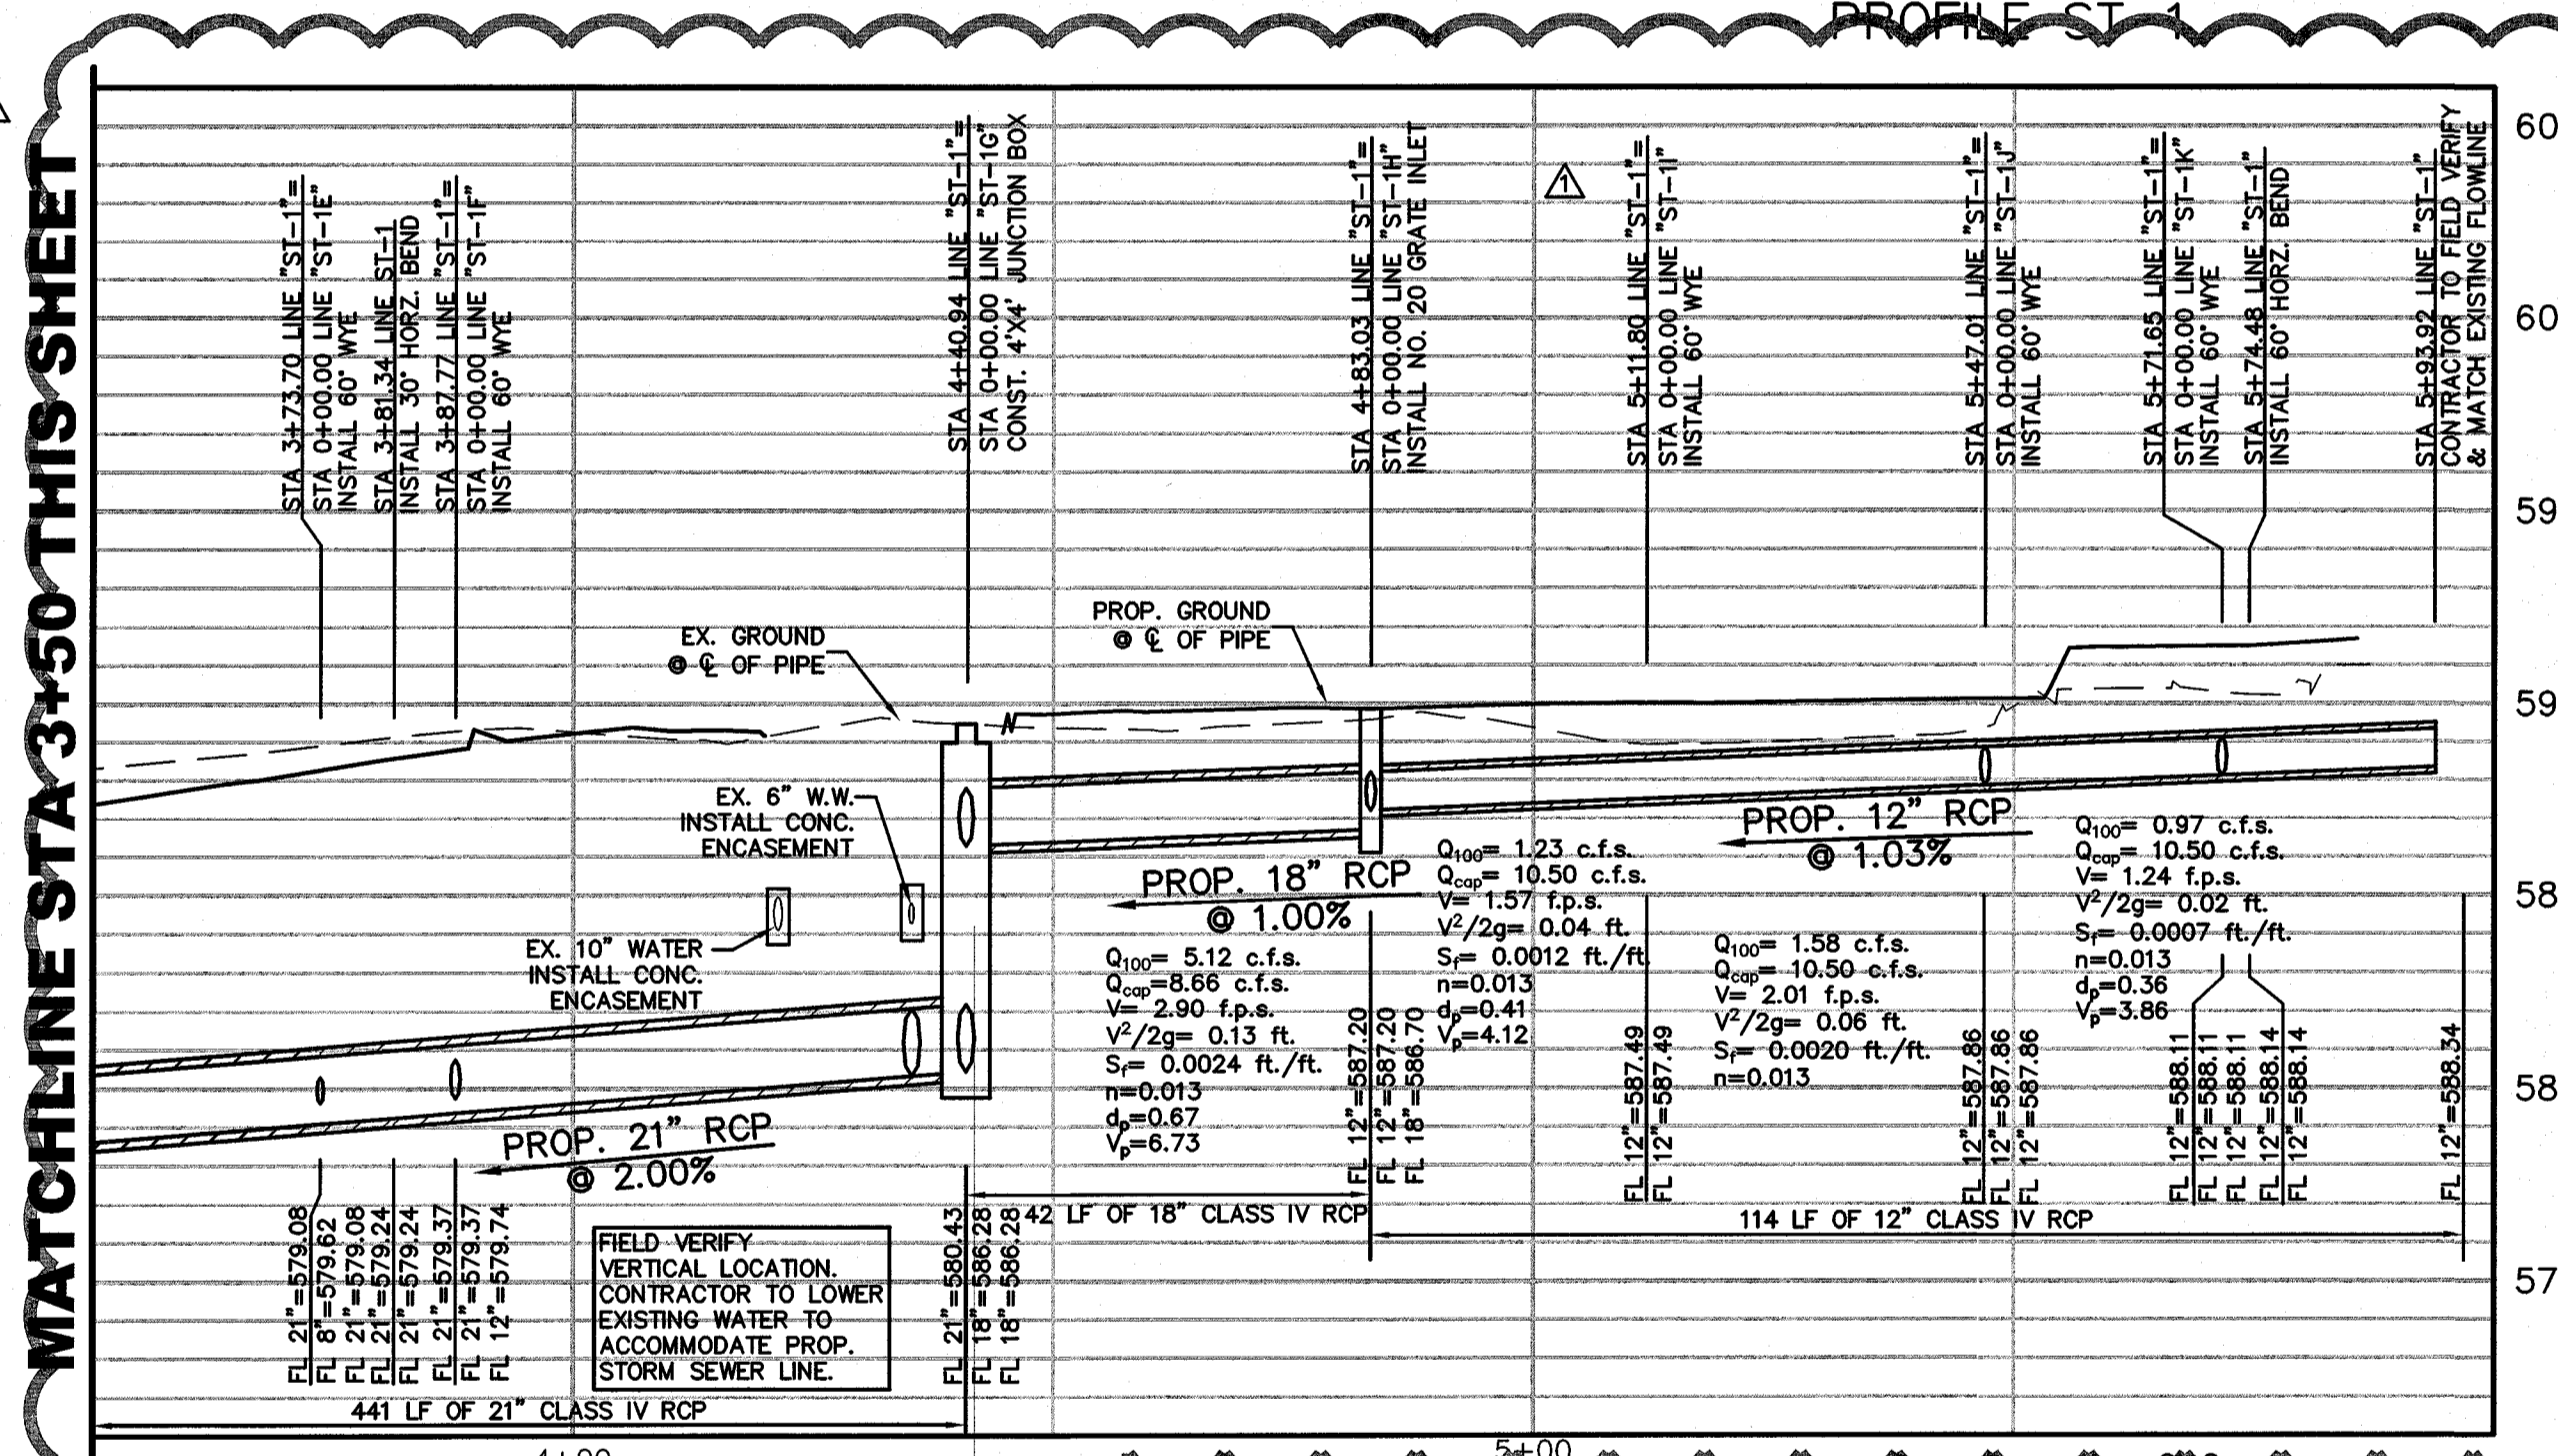 PROFILE ST-1
MATCHLINE STA 3+50 THIS SHEET
STA 3+73.70 LINE "ST-1"=
STA 0+00.00 LINE "ST-1E"
INSTALL 60° WYE
STA 3+81.34 LINE ST-1
INSTALL 30° HORZ. BEND
STA 3+87.77 LINE "ST-1"=
STA 0+00.00 LINE "ST-1F"
INSTALL 60° WYE
STA 4+40.94 LINE "ST-1"=
STA 0+00.00 LINE "ST-1G"
CONST. 4'X4' JUNCTION BOX
STA 4+83.03 LINE "ST-1"=
STA 0+00.00 LINE "ST-1H"
INSTALL NO. 20 GRATE INLET
1
STA 5+11.80 LINE "ST-1"=
STA 0+00.00 LINE "ST-1I"
INSTALL 60° WYE
STA 5+47.01 LINE "ST-1"=
STA 0+00.00 LINE "ST-1J"
INSTALL 60° WYE
STA 5+71.65 LINE "ST-1"=
STA 0+00.00 LINE "ST-1K"
INSTALL 60° WYE
STA 5+74.48 LINE "ST-1"
INSTALL 60° HORZ. BEND
STA 5+93.92 LINE "ST-1"
CONTRACTOR TO FIELD VERIFY
& MATCH EXISTING FLOWLINE
60
60
59
59
58
58
57
EX. GROUND
@ ℄ OF PIPE
PROP. GROUND
@ ℄ OF PIPE
EX. 6" W.W.
INSTALL CONC.
ENCASEMENT
EX. 10" WATER
INSTALL CONC.
ENCASEMENT
PROP. 21" RCP
@ 2.00%
PROP. 18" RCP
@ 1.00%
Q100= 5.12 c.f.s.
Qcap=8.66 c.f.s.
V= 2.90 f.p.s.
V²/2g= 0.13 ft.
Sf= 0.0024 ft./ft.
n=0.013
dp=0.67
Vp=6.73
Q100= 1.23 c.f.s.
Qcap= 10.50 c.f.s.
V= 1.57 f.p.s.
V²/2g= 0.04 ft.
Sf= 0.0012 ft./ft.
n=0.013
dp=0.41
Vp=4.12
PROP. 12" RCP
@ 1.03%
Q100= 1.58 c.f.s.
Qcap= 10.50 c.f.s.
V= 2.01 f.p.s.
V²/2g= 0.06 ft.
Sf= 0.0020 ft./ft.
n=0.013
Q100= 0.97 c.f.s.
Qcap= 10.50 c.f.s.
V= 1.24 f.p.s.
V²/2g= 0.02 ft.
Sf= 0.0007 ft./ft.
n=0.013
dp=0.36
Vp=3.86
FL 21"=579.08
FL 8"=579.62
FL 21"=579.08
FL 21"=579.24
FL 21"=579.24
FL 21"=579.37
FL 21"=579.37
FL 12"=579.74
FIELD VERIFY
VERTICAL LOCATION.
CONTRACTOR TO LOWER
EXISTING WATER TO
ACCOMMODATE PROP.
STORM SEWER LINE.
FL 21"=580.43
FL 18"=586.28
FL 18"=586.28
FL 12"=587.20
FL 12"=587.20
FL 18"=586.70
FL 12"=587.49
FL 12"=587.49
FL 12"=587.86
FL 12"=587.86
FL 12"=587.86
FL 12"=588.11
FL 12"=588.11
FL 12"=588.11
FL 12"=588.14
FL 12"=588.14
FL 12"=588.34
441 LF OF 21" CLASS IV RCP
42 LF OF 18" CLASS IV RCP
114 LF OF 12" CLASS IV RCP
4+00
5+00